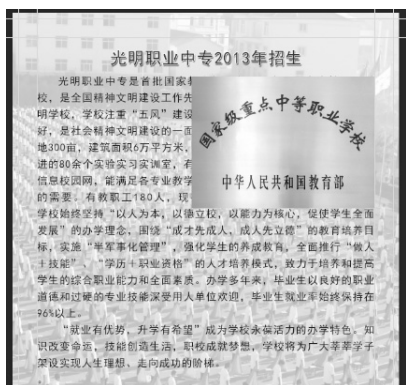 光明职业中专2013年招生
光明职业中专是首批国家
校，是全国精神文明建设工作先
明学校，学校注重“五风”建设
好，是社会精神文明建设的一面
地300亩，建筑面积6万平方米，
进的80余个实验实习实训室，有
信息校园网，能满足各专业教学
的需要。有教职工180人，现
学校始终坚持“以人为本，以德立校，以能力为核心，促使学生全面
发展”的办学理念，围绕“成才先成人、成人先立德”的教育培养目
标，实施“半军事化管理”，强化学生的养成教育，全面推行“做人
＋技能”、“学历＋职业资格”的人才培养模式，致力于培养和提高
学生的综合职业能力和全面素质。办学多年来，毕业生以良好的职业
道德和过硬的专业技能深受用人单位欢迎，毕业生就业率始终保持在
96%以上。
“就业有优势，升学有希望”成为学校永葆活力的办学特色。知
识改变命运，技能创造生活，职校成就梦想，学校将为广大莘莘学子
架设实现人生理想、走向成功的阶梯。
国家级重点中等职业学校
中华人民共和国教育部